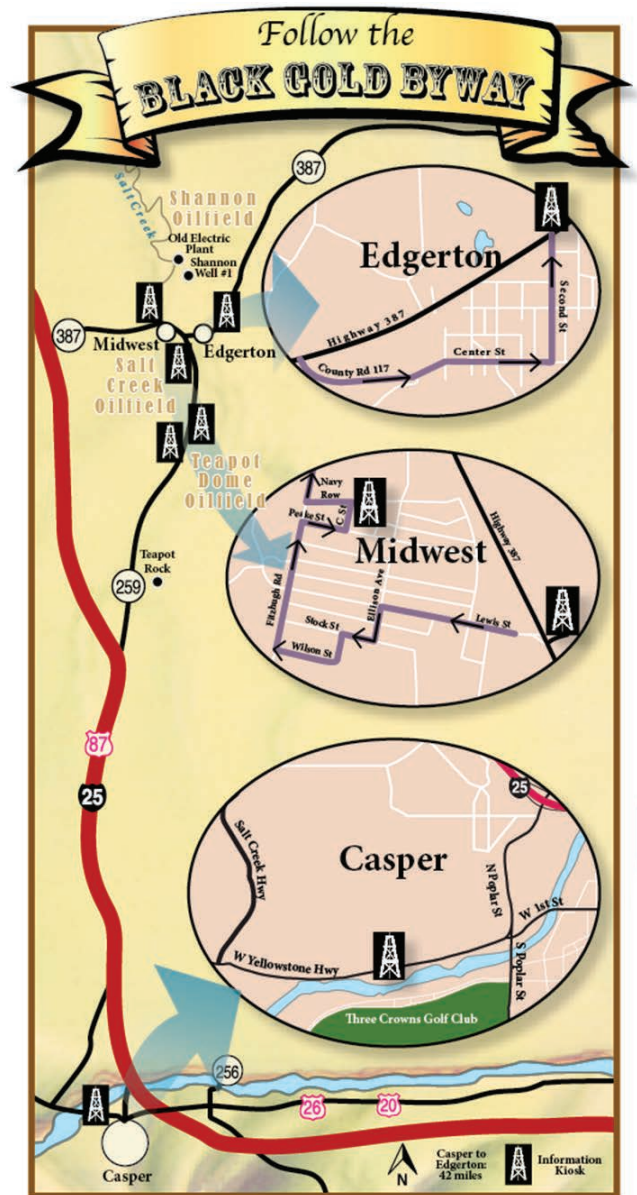 Follow the
BLACK GOLD BYWAY
387
Salt Creek
Shannon
Oilfield
Old Electric
Plant
Shannon
Well #1
387
Midwest
Edgerton
Salt
Creek
Oilfield
Teapot
Dome
Oilfield
Teapot
Rock
259
87
25
Edgerton
Highway 387
County Rd 117
Center St
Second St
Navy
Row
Peake St
C St
Midwest
Highway 387
Fitzhugh Rd
Ellison Ave
Stock St
Lewis St
Wilson St
25
Salt Creek Hwy
Casper
N Poplar St
W 1st St
W Yellowstone Hwy
S Poplar St
Three Crowns Golf Club
256
26
20
Casper
N
Casper to
Edgerton:
42 miles
Information
Kiosk